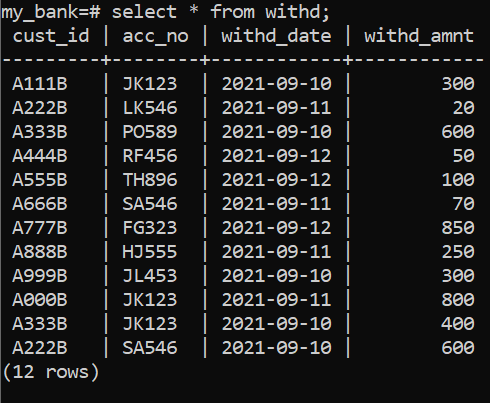 my_bank=# select * from withd;
 cust_id | acc_no | withd_date | withd_amnt
---------+--------+------------+------------
 A111B   | JK123  | 2021-09-10 |        300
 A222B   | LK546  | 2021-09-11 |         20
 A333B   | PO589  | 2021-09-10 |        600
 A444B   | RF456  | 2021-09-12 |         50
 A555B   | TH896  | 2021-09-12 |        100
 A666B   | SA546  | 2021-09-11 |         70
 A777B   | FG323  | 2021-09-12 |        850
 A888B   | HJ555  | 2021-09-11 |        250
 A999B   | JL453  | 2021-09-10 |        300
 A000B   | JK123  | 2021-09-11 |        800
 A333B   | JK123  | 2021-09-10 |        400
 A222B   | SA546  | 2021-09-10 |        600
(12 rows)